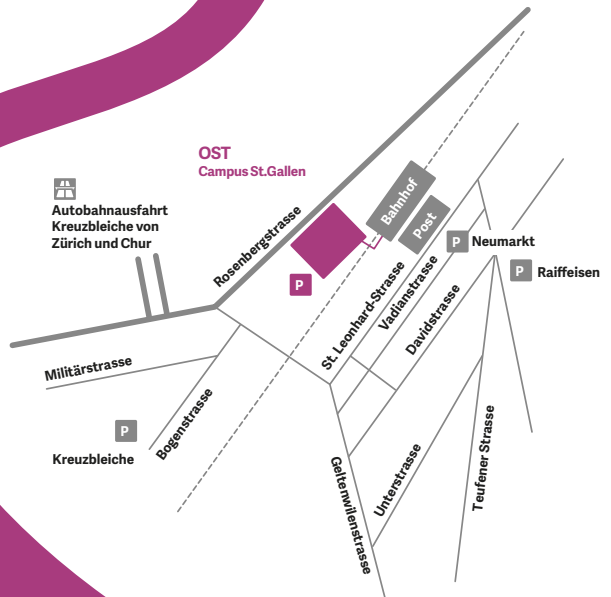 OST
Campus St.Gallen
Autobahnausfahrt
Kreuzbleiche von
Zürich und Chur
Rosenbergstrasse
Bahnhof
Post
P
Neumarkt
P
Raiffeisen
P
St. Leonhard-Strasse
Vadianstrasse
Davidstrasse
Militärstrasse
Bogenstrasse
P
Kreuzbleiche
Geltenwilenstrasse
Unterstrasse
Teufener Strasse